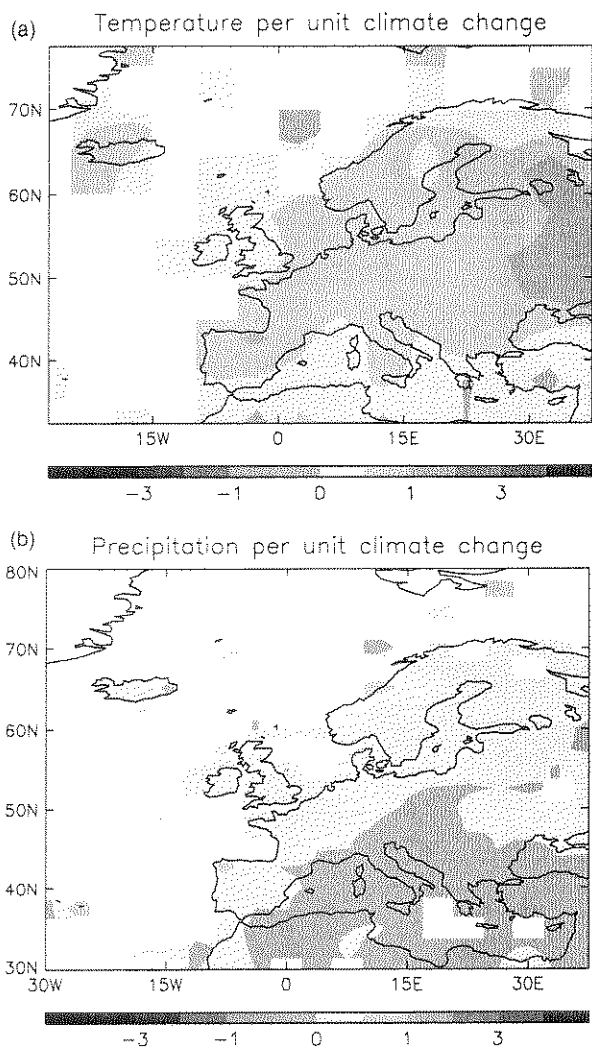 (a) Temperature per unit climate change
70N
60N
50N
40N
15W 0 15E 30E
−3 −1 0 1 3
(b) Precipitation per unit climate change
80N
70N
60N
50N
40N
30N
30W 15W 0 15E 30E
−3 −1 0 1 3